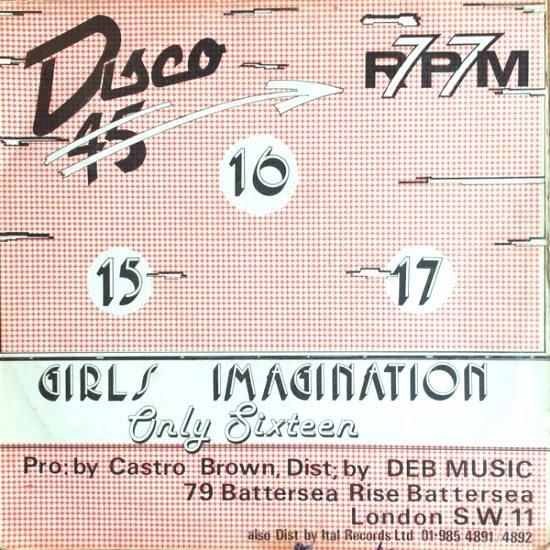 Disco
45
R77PM
16
15
17
GIRLS IMAGINATION
Only Sixteen
Pro; by Castro Brown, Dist; by DEB MUSIC
79 Battersea Rise Battersea
London S.W.11
also Dist by Ital Records Ltd 01·985 4891 4892